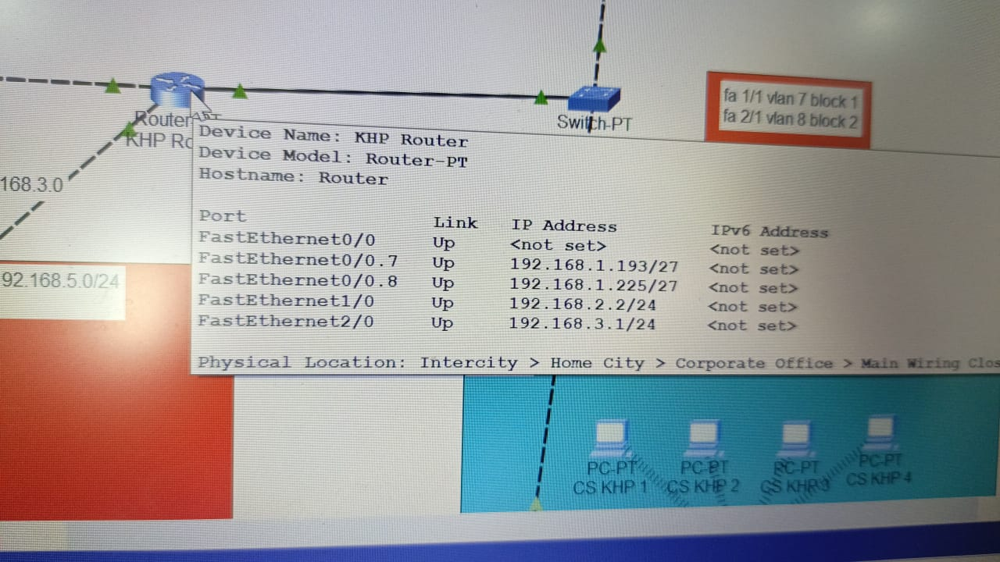 fa 1/1 vlan 7 block 1
fa 2/1 vlan 8 block 2
Router
KHP
Switch-PT
Device Name: KHP Router
Device Model: Router-PT
Hostname: Router
168.3.0
Port Link IP Address IPv6 Address
FastEthernet0/0 Up <not set> <not set>
FastEthernet0/0.7 Up 192.168.1.193/27 <not set>
FastEthernet0/0.8 Up 192.168.1.225/27 <not set>
FastEthernet1/0 Up 192.168.2.2/24 <not set>
FastEthernet2/0 Up 192.168.3.1/24 <not set>
92.168.5.0/24
Physical Location: Intercity > Home City > Corporate Office > Main Wiring Clos
PC-PT PC-PT PC-PT PC-PT
CS KHP 1 CS KHP 2 CS KHP 3 CS KHP 4